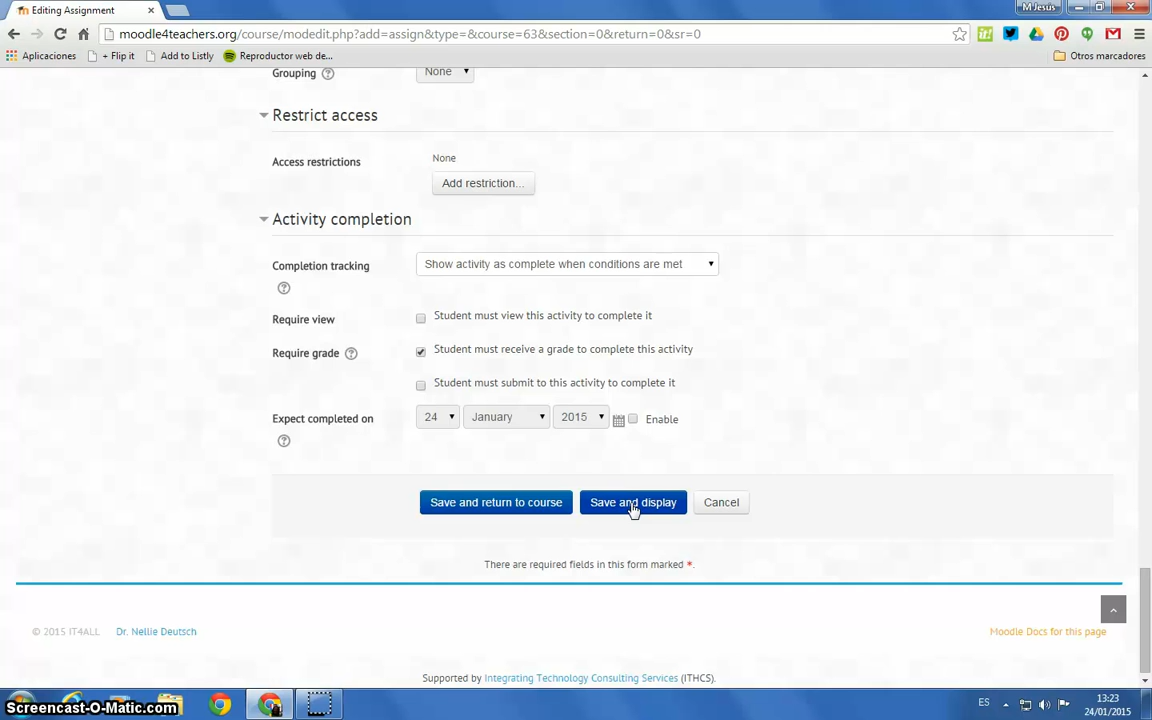 Editing Assignment
M Jesús
moodle4teachers.org/course/modedit.php?add=assign&type=&course=63&section=0&return=0&sr=0
Aplicaciones + Flip it Add to Listly Reproductor web de... Otros marcadores
Grouping None
Restrict access
None
Access restrictions
Add restriction...
Activity completion
Completion tracking Show activity as complete when conditions are met
Require view Student must view this activity to complete it
Require grade Student must receive a grade to complete this activity
Student must submit to this activity to complete it
Expect completed on 24 January 2015 Enable
Save and return to course Save and display Cancel
There are required fields in this form marked *.
© 2015 IT4ALL Dr. Nellie Deutsch Moodle Docs for this page
Supported by Integrating Technology Consulting Services (ITHCS).
ES 13:23
24/01/2015
Screencast-O-Matic.com